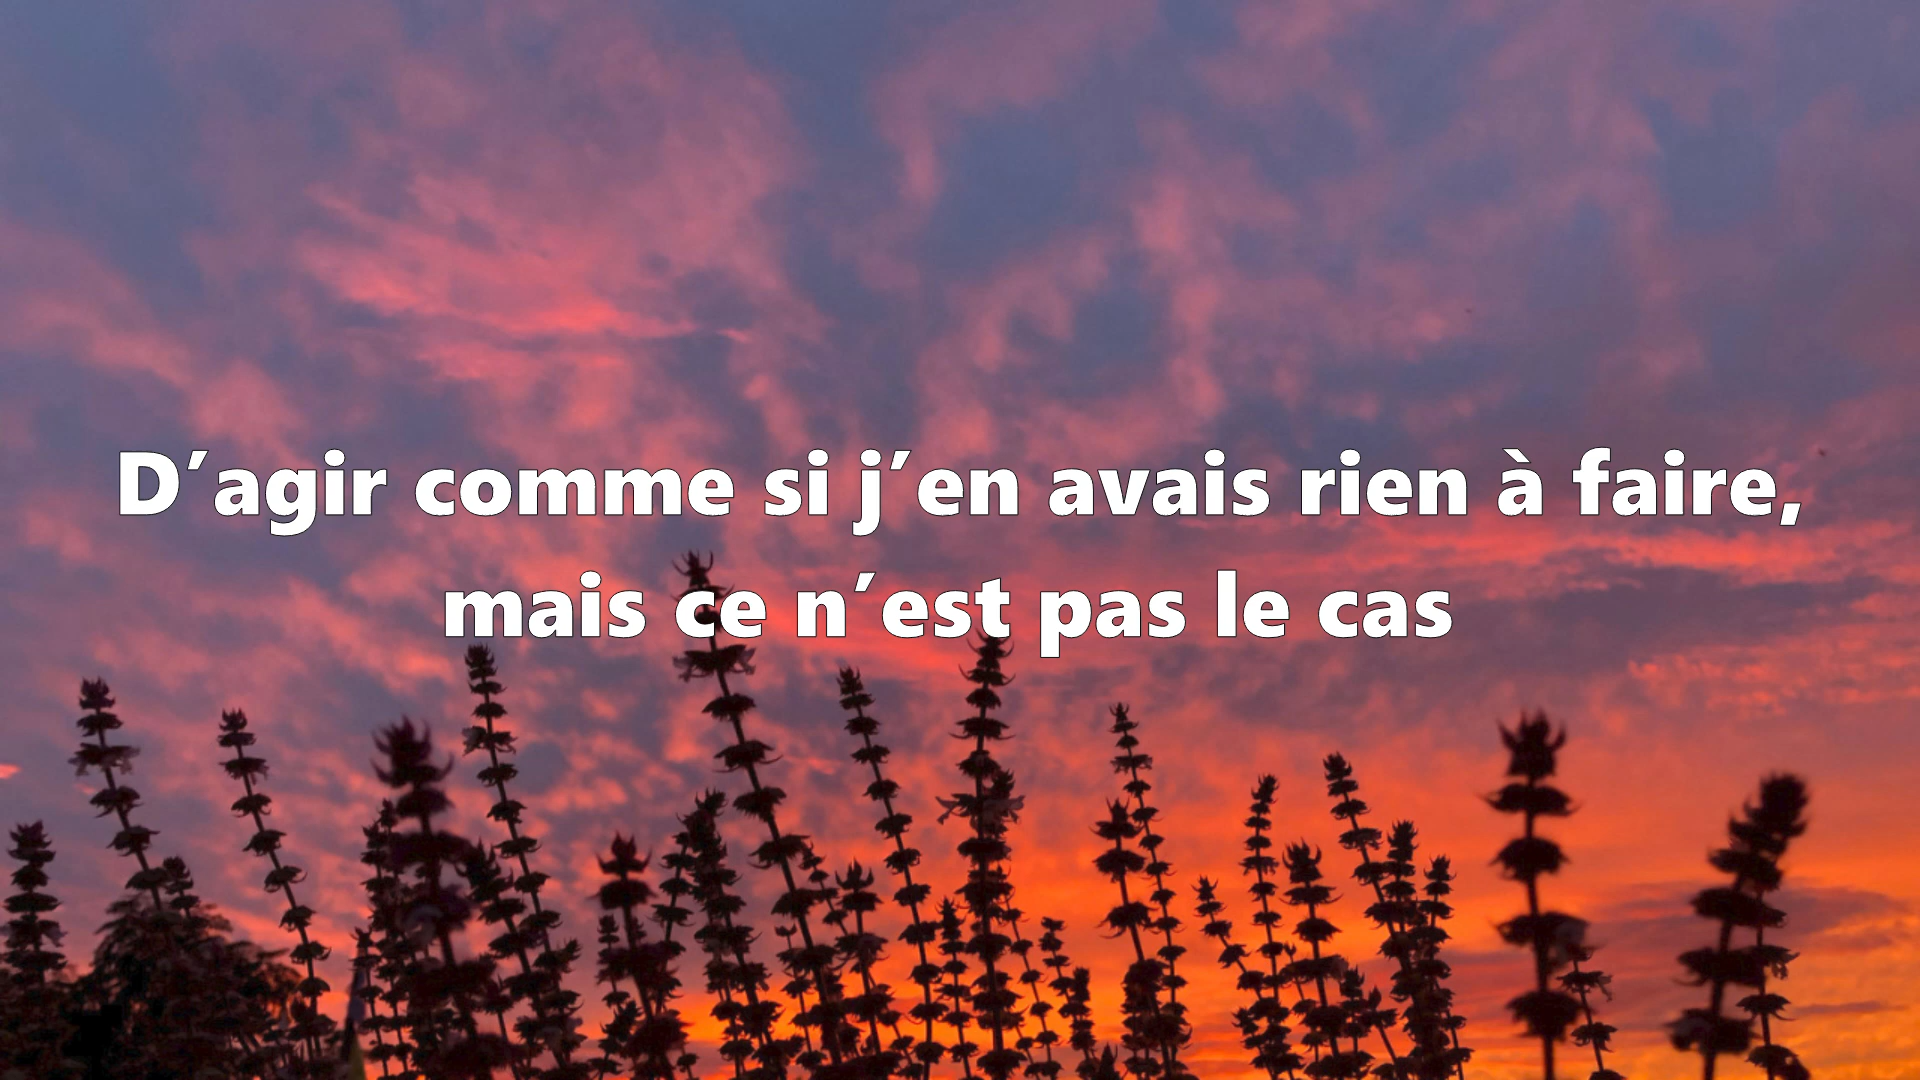 D’agir comme si j’en avais rien à faire,
mais ce n’est pas le cas